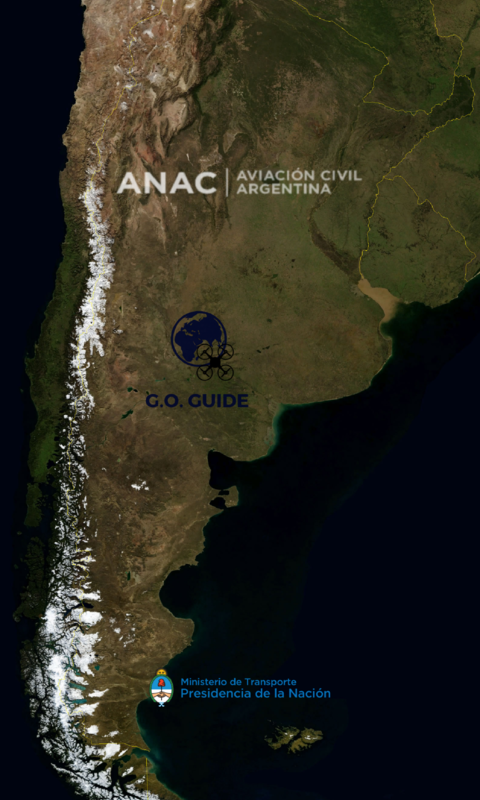 ANAC
AVIACIÓN CIVIL
ARGENTINA
G.O. GUIDE
Ministerio de Transporte
Presidencia de la Nación